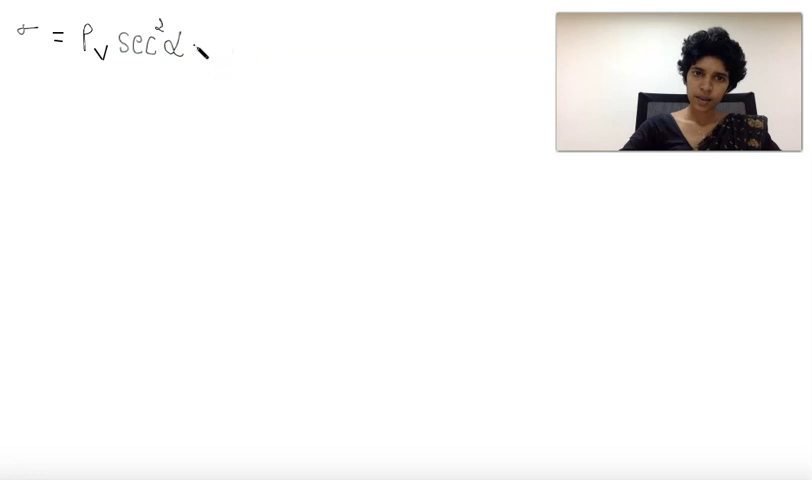 σ = P_v sec²α